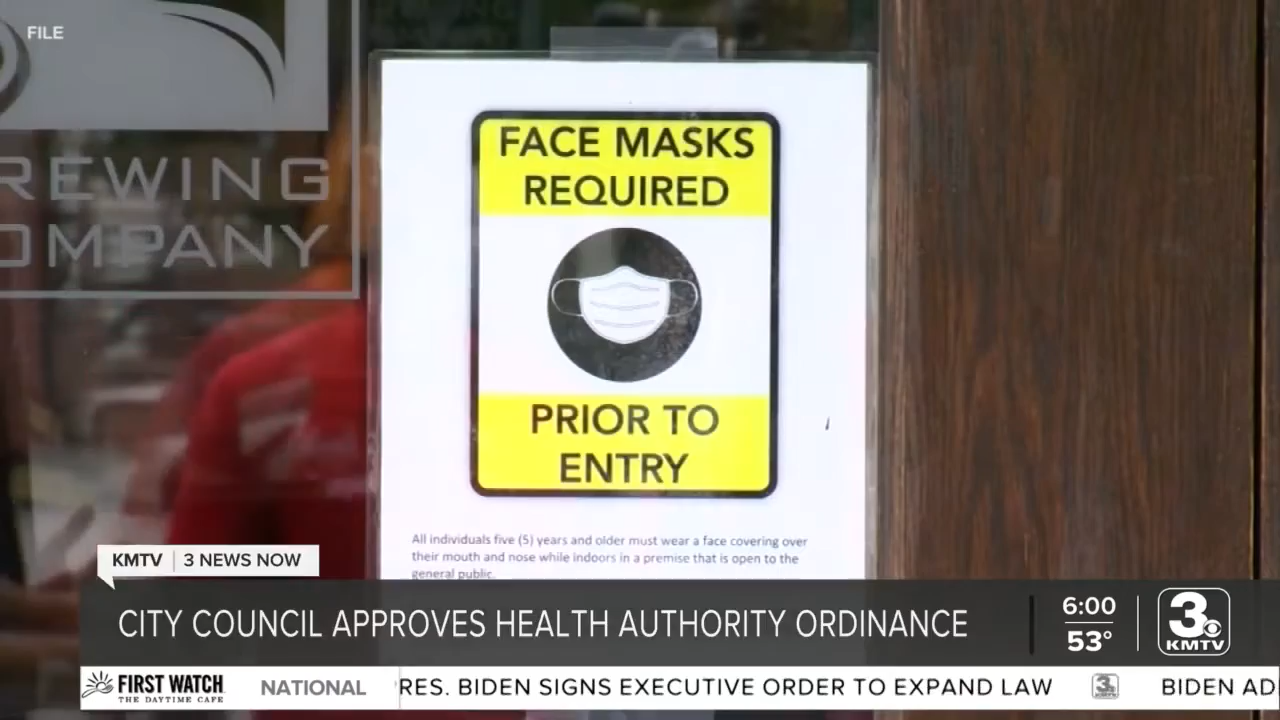 FILE
REWING
OMPANY
FACE MASKS
REQUIRED
PRIOR TO
ENTRY
All individuals five (5) years and older must wear a face covering over
their mouth and nose while indoors in a premise that is open to the
general public.
KMTV 3 NEWS NOW
CITY COUNCIL APPROVES HEALTH AUTHORITY ORDINANCE
6:00
53°
3
KMTV
FIRST WATCH
THE DAYTIME CAFE
NATIONAL
RES. BIDEN SIGNS EXECUTIVE ORDER TO EXPAND LAW
3
BIDEN AD